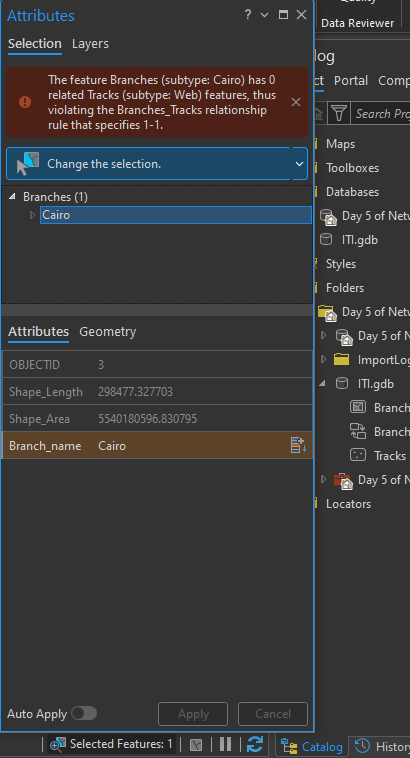 Attributes
?
Selection Layers
The feature Branches (subtype: Cairo) has 0
related Tracks (subtype: Web) features, thus
violating the Branches_Tracks relationship
rule that specifies 1-1.
Change the selection.
Branches (1)
Cairo
Attributes Geometry
OBJECTID 3
Shape_Length 298477.327703
Shape_Area 5540180596.830795
Branch_name Cairo
Auto Apply
Apply
Cancel
Selected Features: 1
Data Reviewer
log
ct Portal Comp
Search Proj
Maps
Toolboxes
Databases
Day 5 of Netw
ITI.gdb
Styles
Folders
Day 5 of Netw
Day 5 of Ne
ImportLog
ITI.gdb
Branch
Branch
Tracks
Day 5 of Ne
Locators
Catalog
History